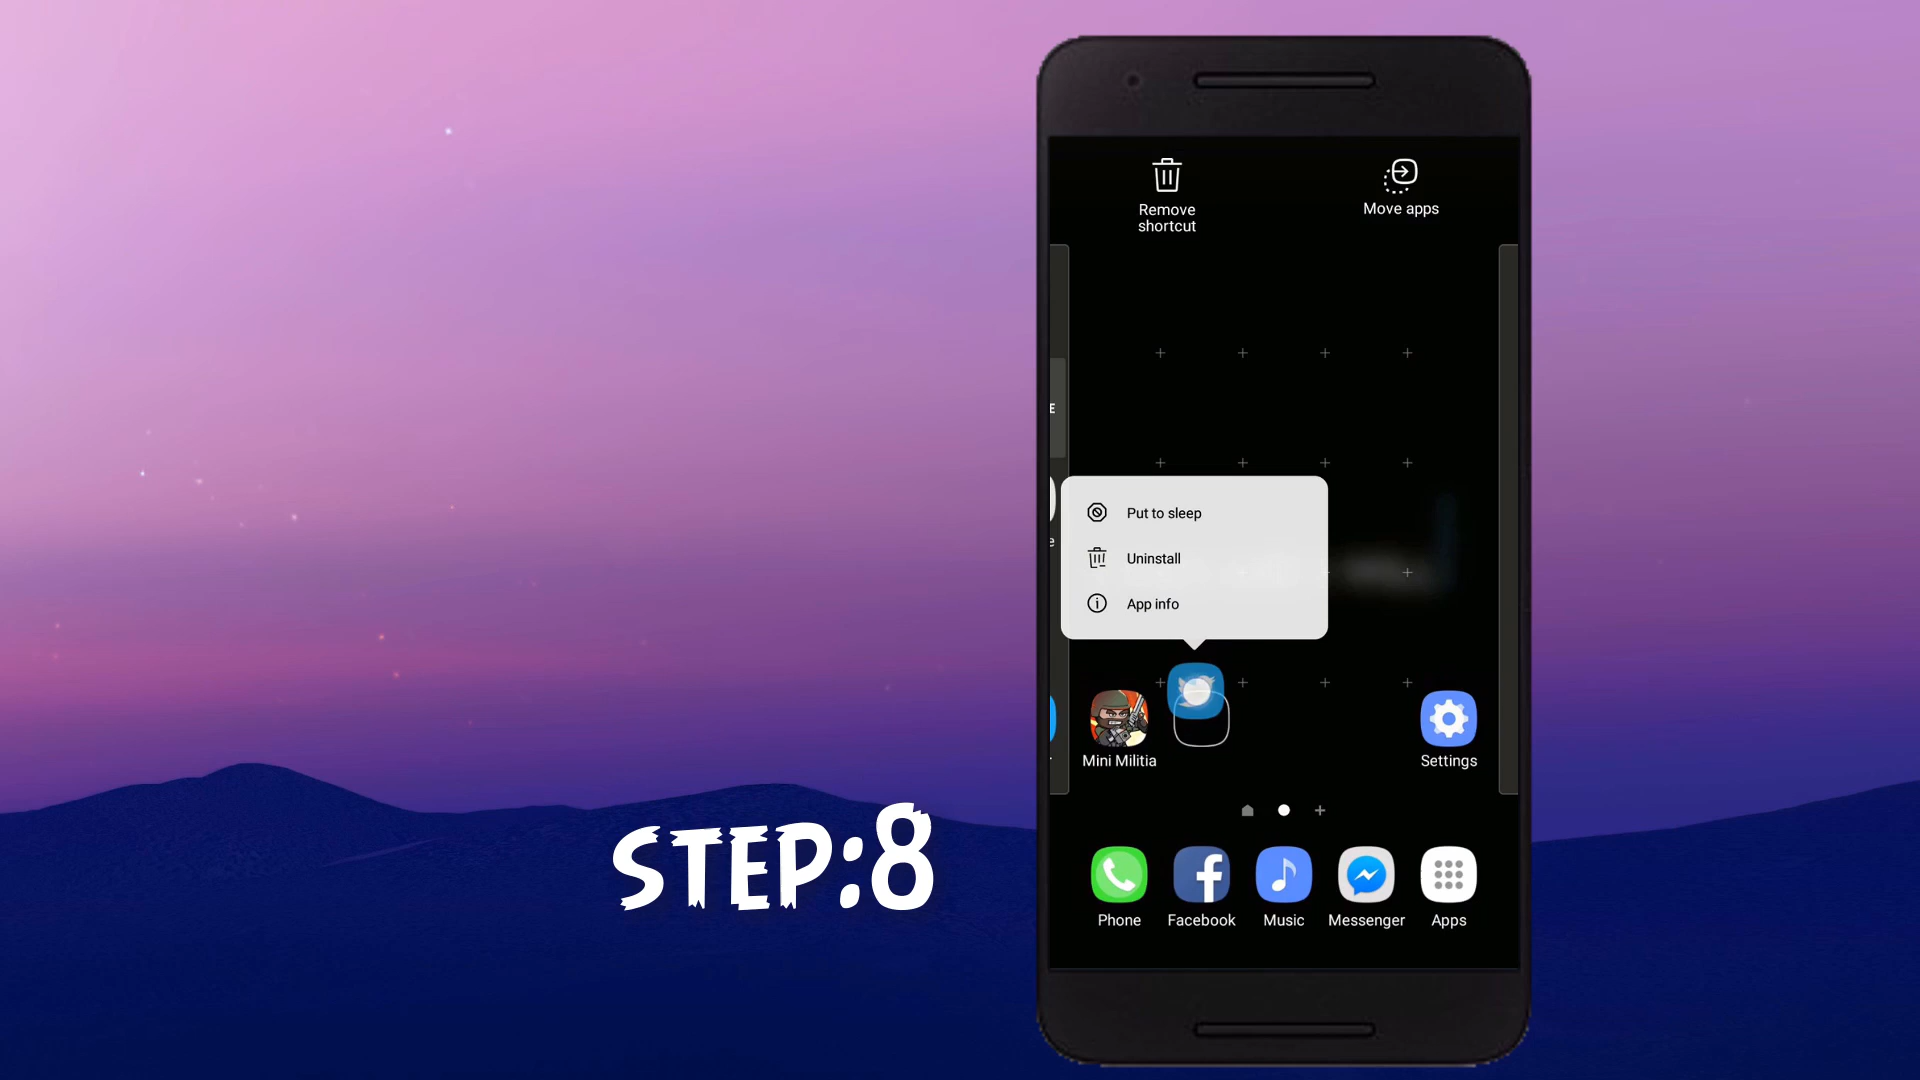 Remove
shortcut
Move apps
E
Put to sleep
Uninstall
App info
e
Mini Militia
Settings
STEP:8
Phone
Facebook
Music
Messenger
Apps